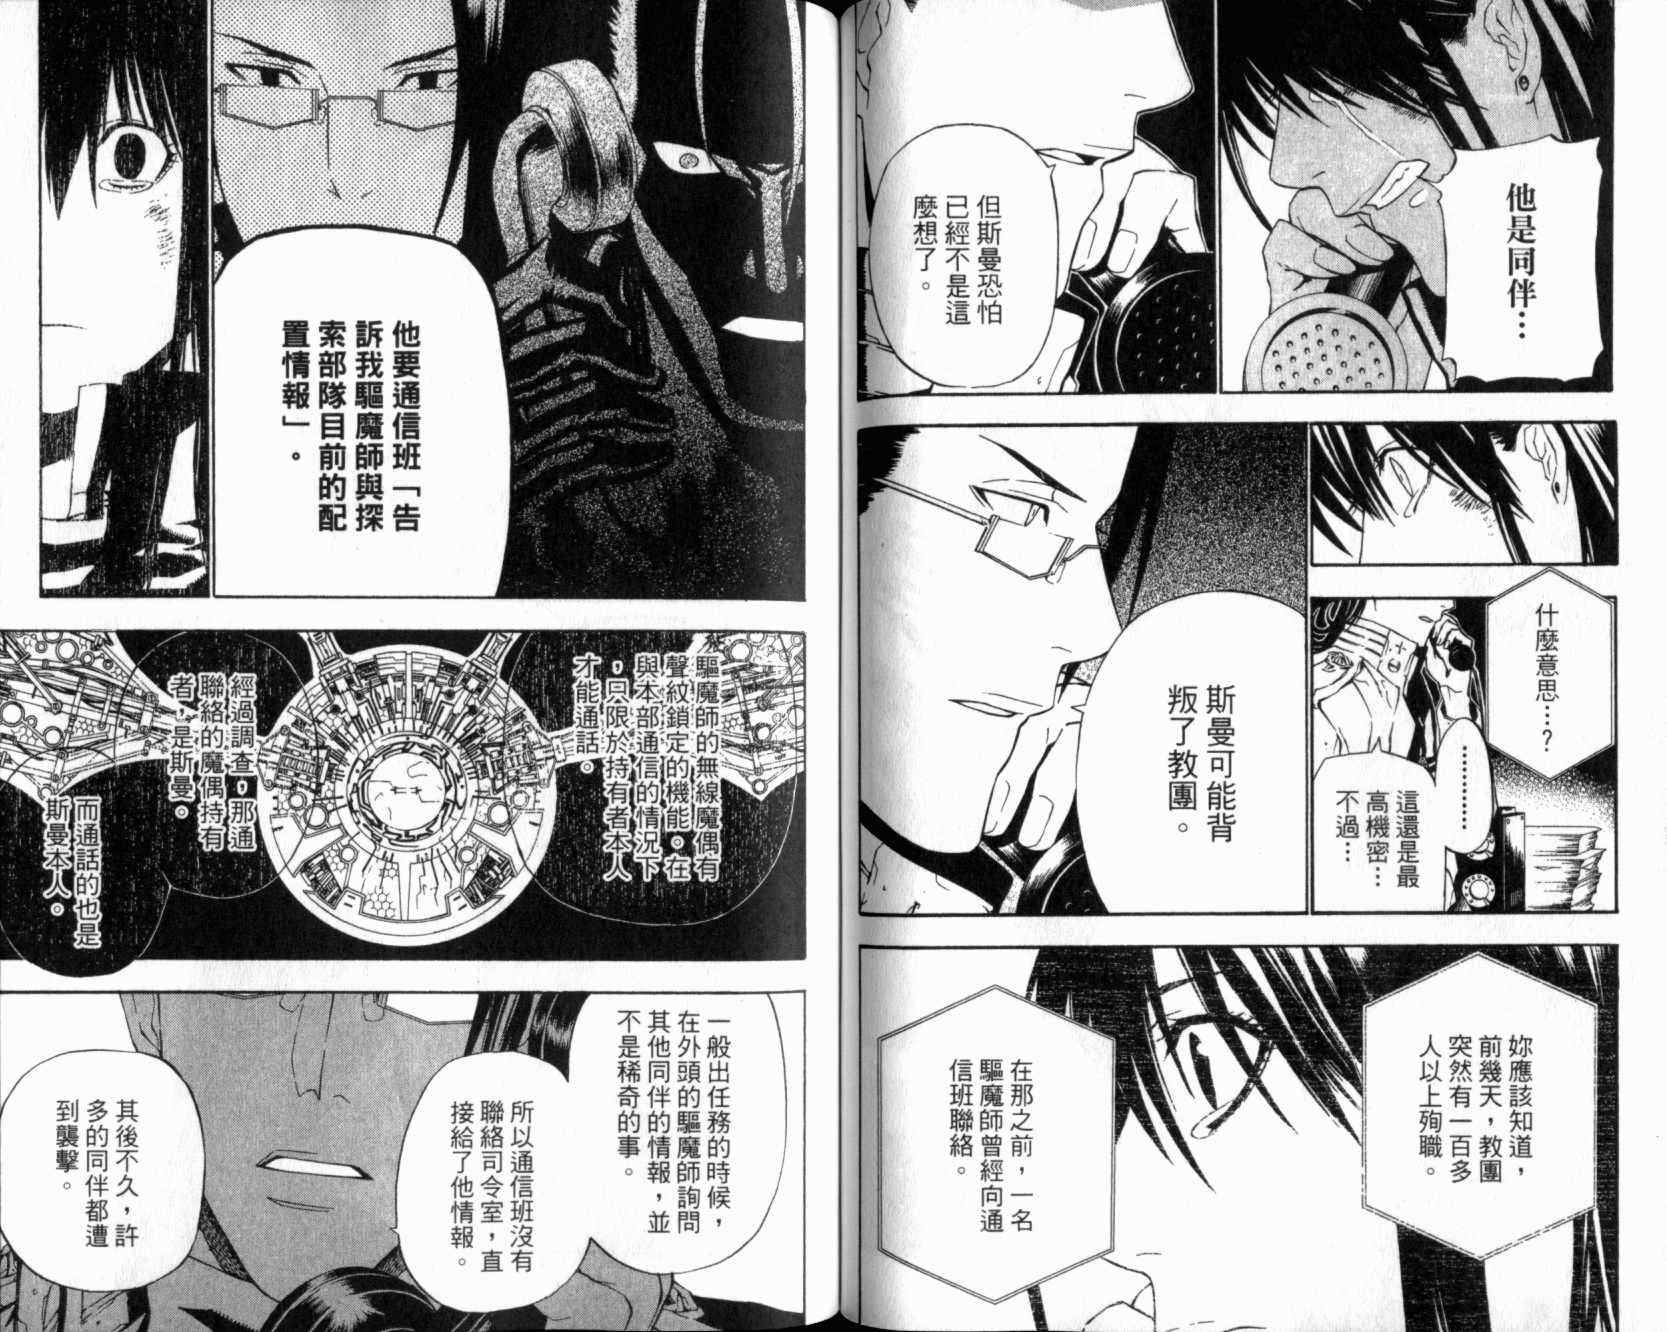 他是同伴⋯
但斯曼恐怕
已經不是這
麼想了。
什麼意思⋯?
⋯⋯⋯⋯
這還是最
高機密⋯
不過⋯
斯曼可能背
叛了教團。
妳應該知道，
前幾天，教團
突然有一百多
人以上殉職。
在那之前，一名
驅魔師曾經向通
信班聯絡。
他要通信班「告
訴我驅魔師與探
索部隊目前的配
置情報」。
驅魔師的無線魔偶有
聲紋鎖定的機能。在
與本部通信的情況下
，只限於持有者本人
才能通話。
經過調查，那通
聯絡的魔偶持有
者，是斯曼。
而通話的也是
斯曼本人。
一般出任務的時候，
在外頭的驅魔師詢問
其他同伴的情報，並
不是稀奇的事。
所以通信班沒有
聯絡司令室，直
接給了他情報。
其後不久，許
多的同伴都遭
到襲擊。